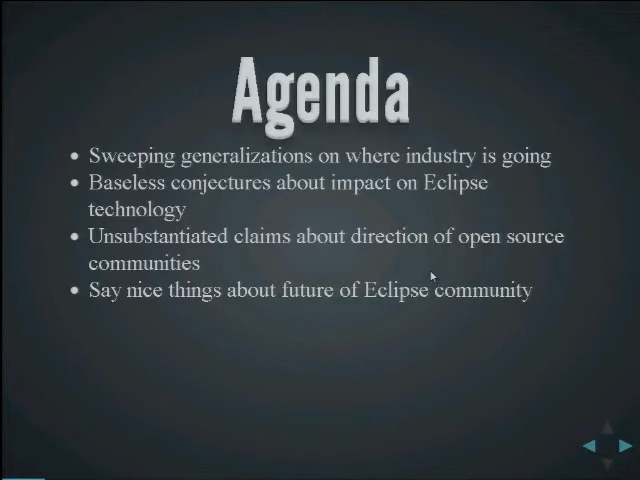 Agenda
Sweeping generalizations on where industry is going
Baseless conjectures about impact on Eclipse
technology
Unsubstantiated claims about direction of open source
communities
Say nice things about future of Eclipse community